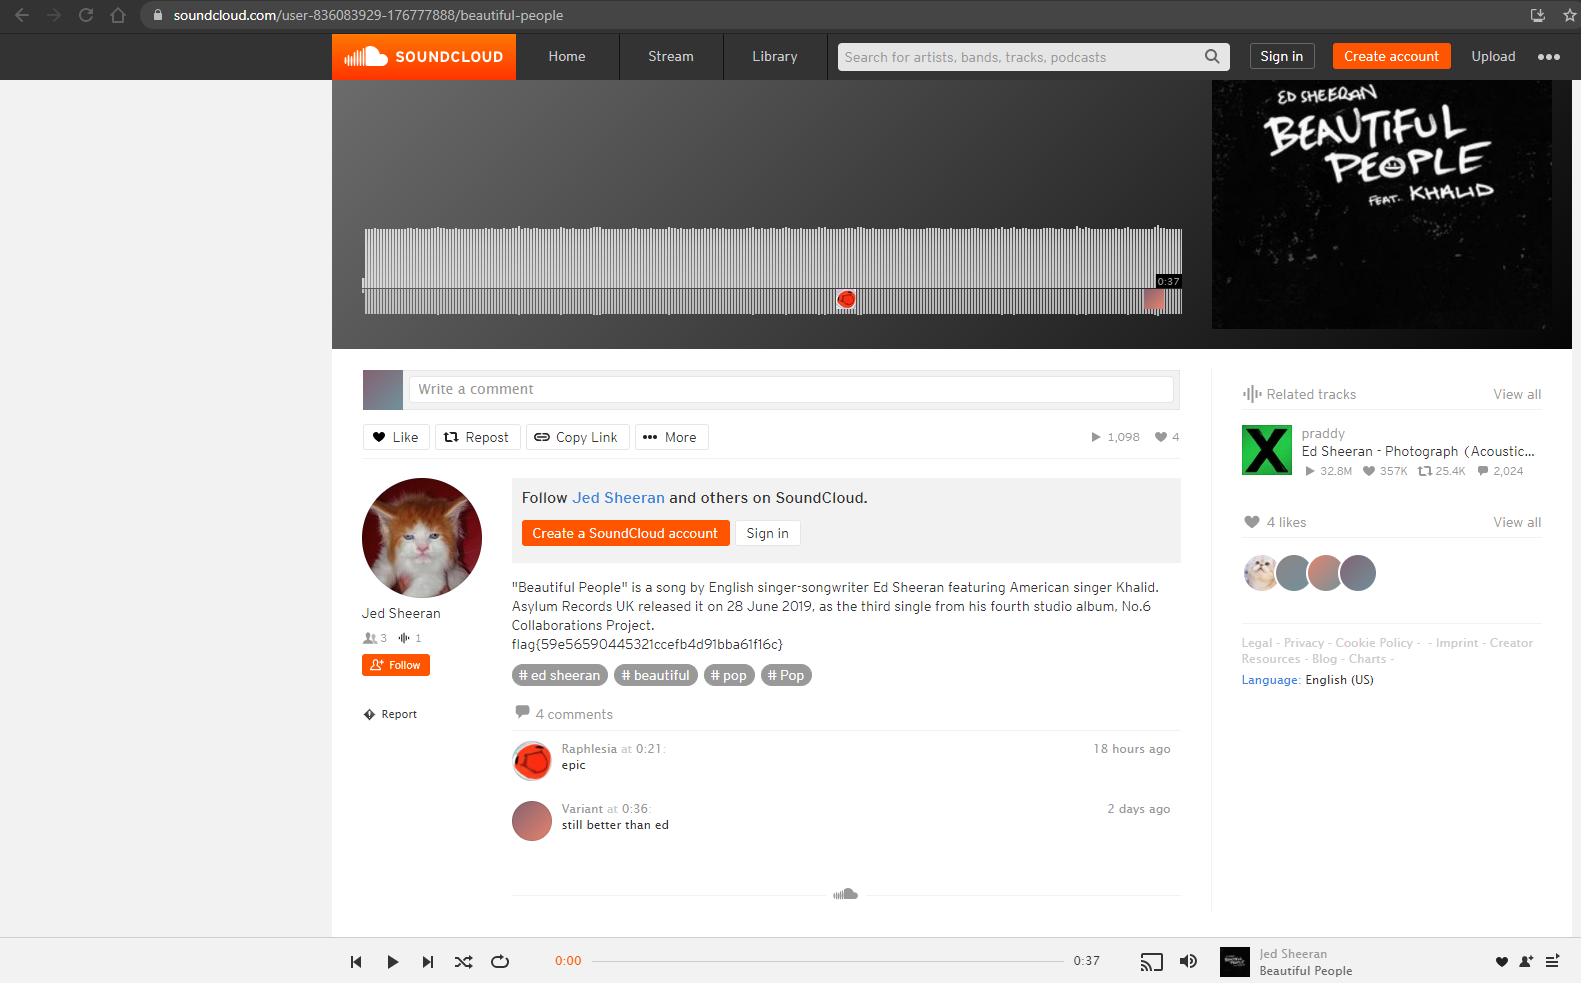 soundcloud.com/user-836083929-176777888/beautiful-people
SOUNDCLOUD
Home
Stream
Library
Search for artists, bands, tracks, podcasts
Sign in
Create account
Upload
ED SHEERAN
BEAUTIFUL
PEOPLE
FEAT. KHALID
0:37
Write a comment
Like
Repost
Copy Link
More
1,098
4
Related tracks
View all
praddy
Ed Sheeran - Photograph (Acoustic...
32.8M
357K
25.4K
2,024
4 likes
View all
Legal - Privacy - Cookie Policy - - Imprint - Creator
Resources - Blog - Charts -
Language: English (US)
Jed Sheeran
3
1
Follow
Report
Follow Jed Sheeran and others on SoundCloud.
Create a SoundCloud account
Sign in
"Beautiful People" is a song by English singer-songwriter Ed Sheeran featuring American singer Khalid.
Asylum Records UK released it on 28 June 2019, as the third single from his fourth studio album, No.6
Collaborations Project.
flag{59e56590445321ccefb4d91bba61f16c}
# ed sheeran
# beautiful
# pop
# Pop
4 comments
Raphlesia at 0:21:
18 hours ago
epic
Variant at 0:36:
2 days ago
still better than ed
0:00
0:37
Jed Sheeran
Beautiful People